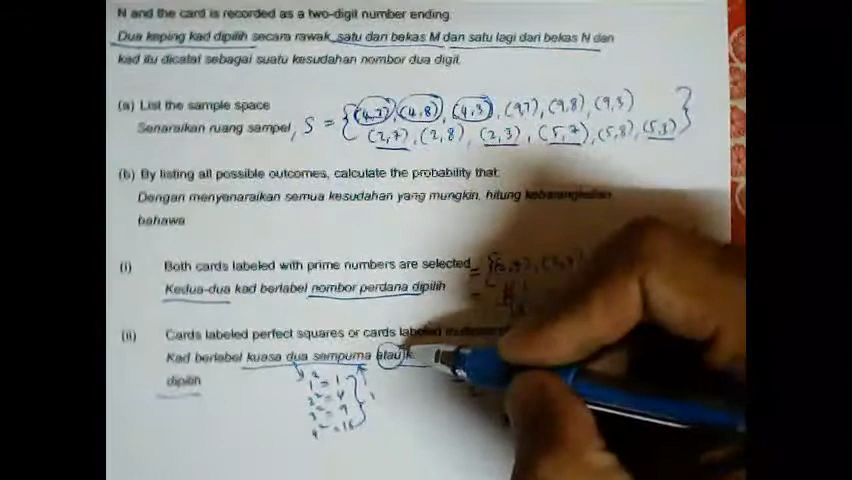 N and the card is recorded as a two-digit number ending
Dua keping kad dipilih secara rawak, satu dari bekas M dan satu lagi dari bekas N dan
kad itu dicatat sebagai suatu kesudahan nombor dua digit.
(a) List the sample space
Senaraikan ruang sampel, S = {(4,7), (4,8), (4,3), (9,7), (9,8), (9,3)
(2,7), (2,8), (2,3), (5,7), (5,8), (5,3)}
(b) By listing all possible outcomes, calculate the probability that:
Dengan menyenaraikan semua kesudahan yang mungkin, hitung kebarangkalian
bahawa
(i) Both cards labeled with prime numbers are selected
Kedua-dua kad berlabel nombor perdana dipilih
(ii) Cards labeled perfect squares or cards labeled
Kad berlabel kuasa dua sempurna atau k
dipilih
1² = 1
2² = 4
3² = 9
4² = 16